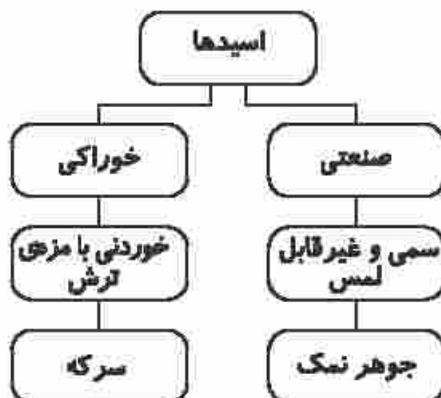 اسیدها
صنعتی
خوراکی
سمی و غیرقابل
لمس
خوردنی با مزه‌ی
ترش
جوهر نمک
سرکه